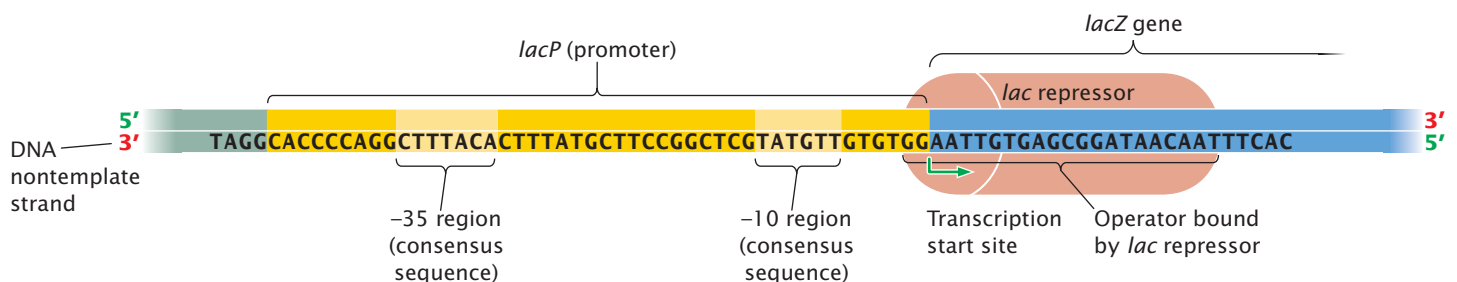 lacZ gene
lacP (promoter)
lac repressor
5′ 3′
3′ TAGGCACCCCAGGCTTTACACTTTATGCTTCCGGCTCGTATGTTGTGTGGAATTGTGAGCGGATAACAATTTCAC 5′
DNA
nontemplate
strand
–35 region
(consensus
sequence)
–10 region
(consensus
sequence)
Transcription
start site
Operator bound
by lac repressor